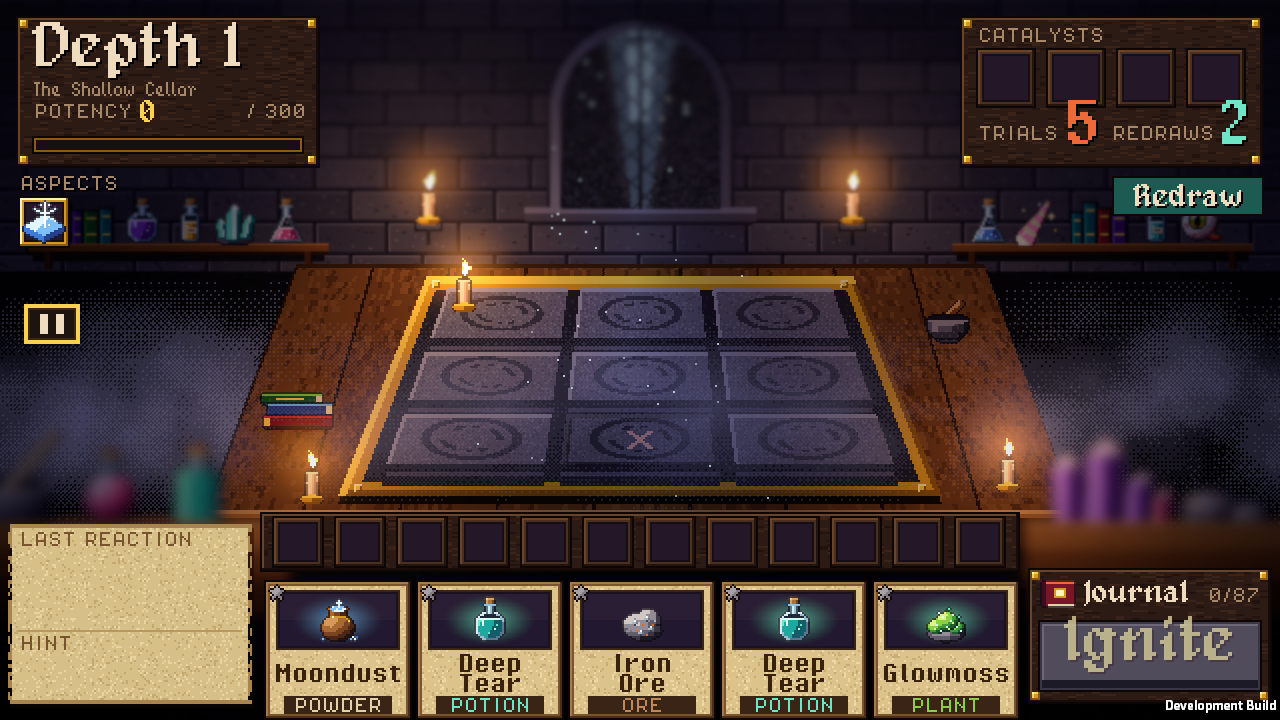 Depth 1
The Shallow Cellar
POTENCY 0 / 300
ASPECTS
CATALYSTS
TRIALS 5 REDRAWS 2
Redraw
LAST REACTION
HINT
Moondust
POWDER
Deep
Tear
POTION
Iron
Ore
ORE
Deep
Tear
POTION
Glowmoss
PLANT
Journal 0/87
Ignite
Development Build